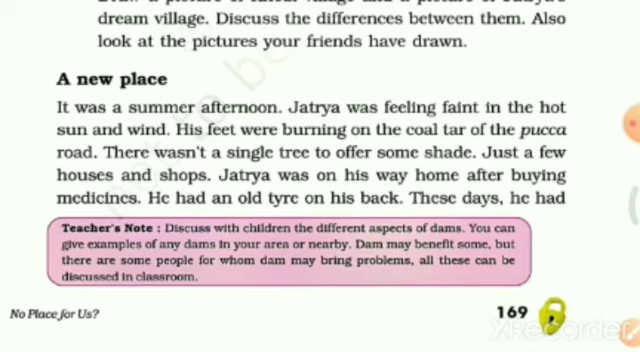 dream village. Discuss the differences between them. Also
look at the pictures your friends have drawn.
A new place
It was a summer afternoon. Jatrya was feeling faint in the hot
sun and wind. His feet were burning on the coal tar of the pucca
road. There wasn't a single tree to offer some shade. Just a few
houses and shops. Jatrya was on his way home after buying
medicines. He had an old tyre on his back. These days, he had
Teacher's Note : Discuss with children the different aspects of dams. You can
give examples of any dams in your area or nearby. Dam may benefit some, but
there are some people for whom dam may bring problems, all these can be
discussed in classroom.
No Place for Us?
169
XRecorder